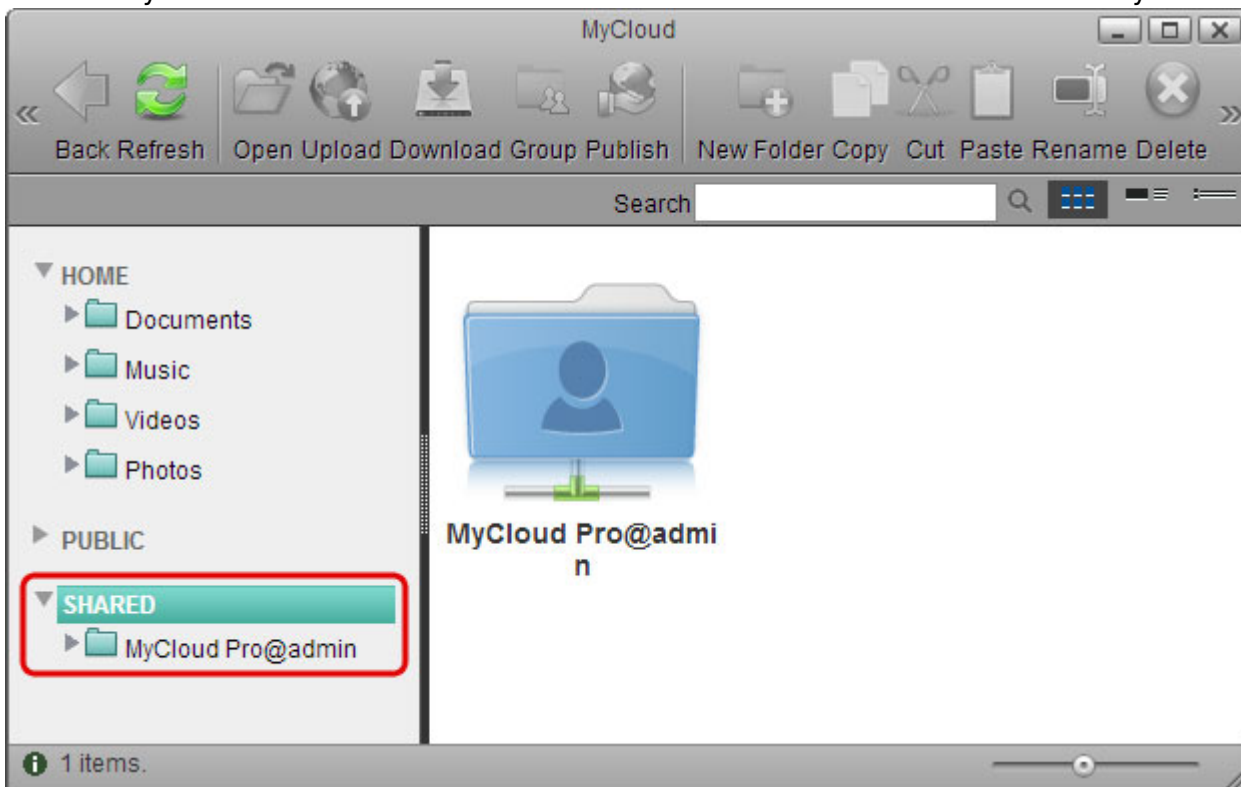 MyCloud
Back Refresh Open Upload Download Group Publish New Folder Copy Cut Paste Rename Delete
Search
HOME
Documents
Music
Videos
Photos
PUBLIC
SHARED
MyCloud Pro@admin
MyCloud Pro@admi
n
1 items.